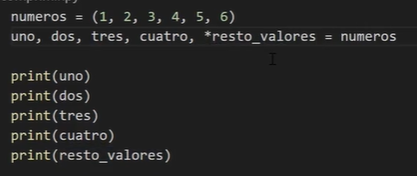 numeros = (1, 2, 3, 4, 5, 6)
uno, dos, tres, cuatro, *resto_valores = numeros
print(uno)
print(dos)
print(tres)
print(cuatro)
print(resto_valores)